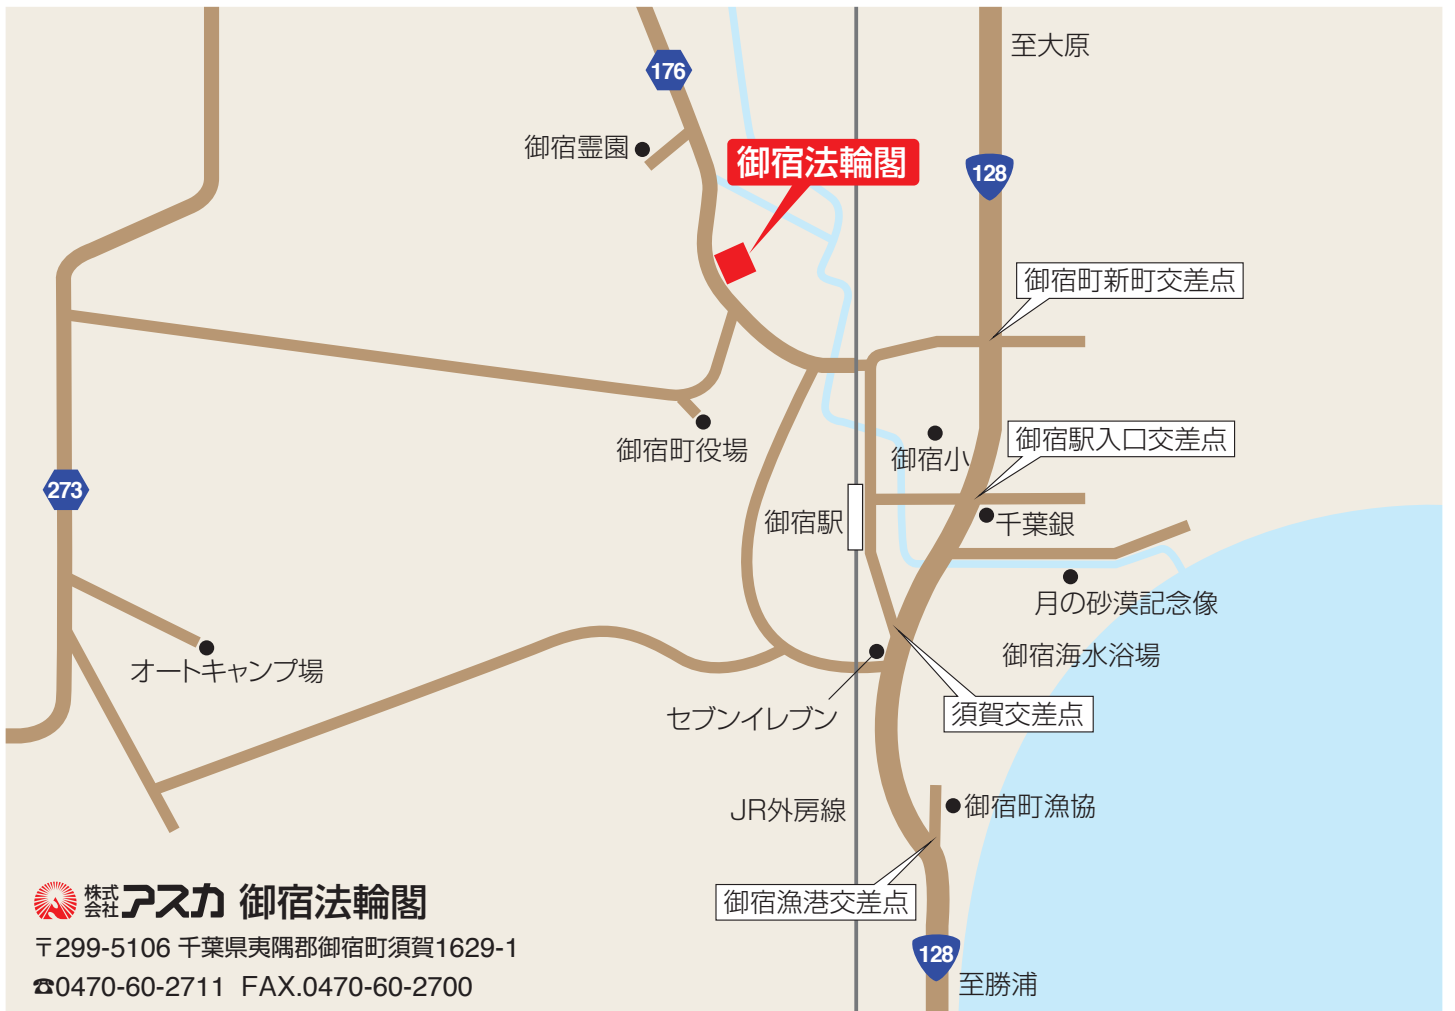 至大原
176
御宿霊園
御宿法輪閣
128
御宿町新町交差点
御宿町役場
御宿小
御宿駅入口交差点
273
御宿駅
千葉銀
月の砂漠記念像
オートキャンプ場
御宿海水浴場
セブンイレブン
須賀交差点
JR外房線
御宿町漁協
御宿漁港交差点
128
至勝浦
株式会社アスカ 御宿法輪閣
〒299-5106 千葉県夷隅郡御宿町須賀1629-1
☎0470-60-2711 FAX.0470-60-2700